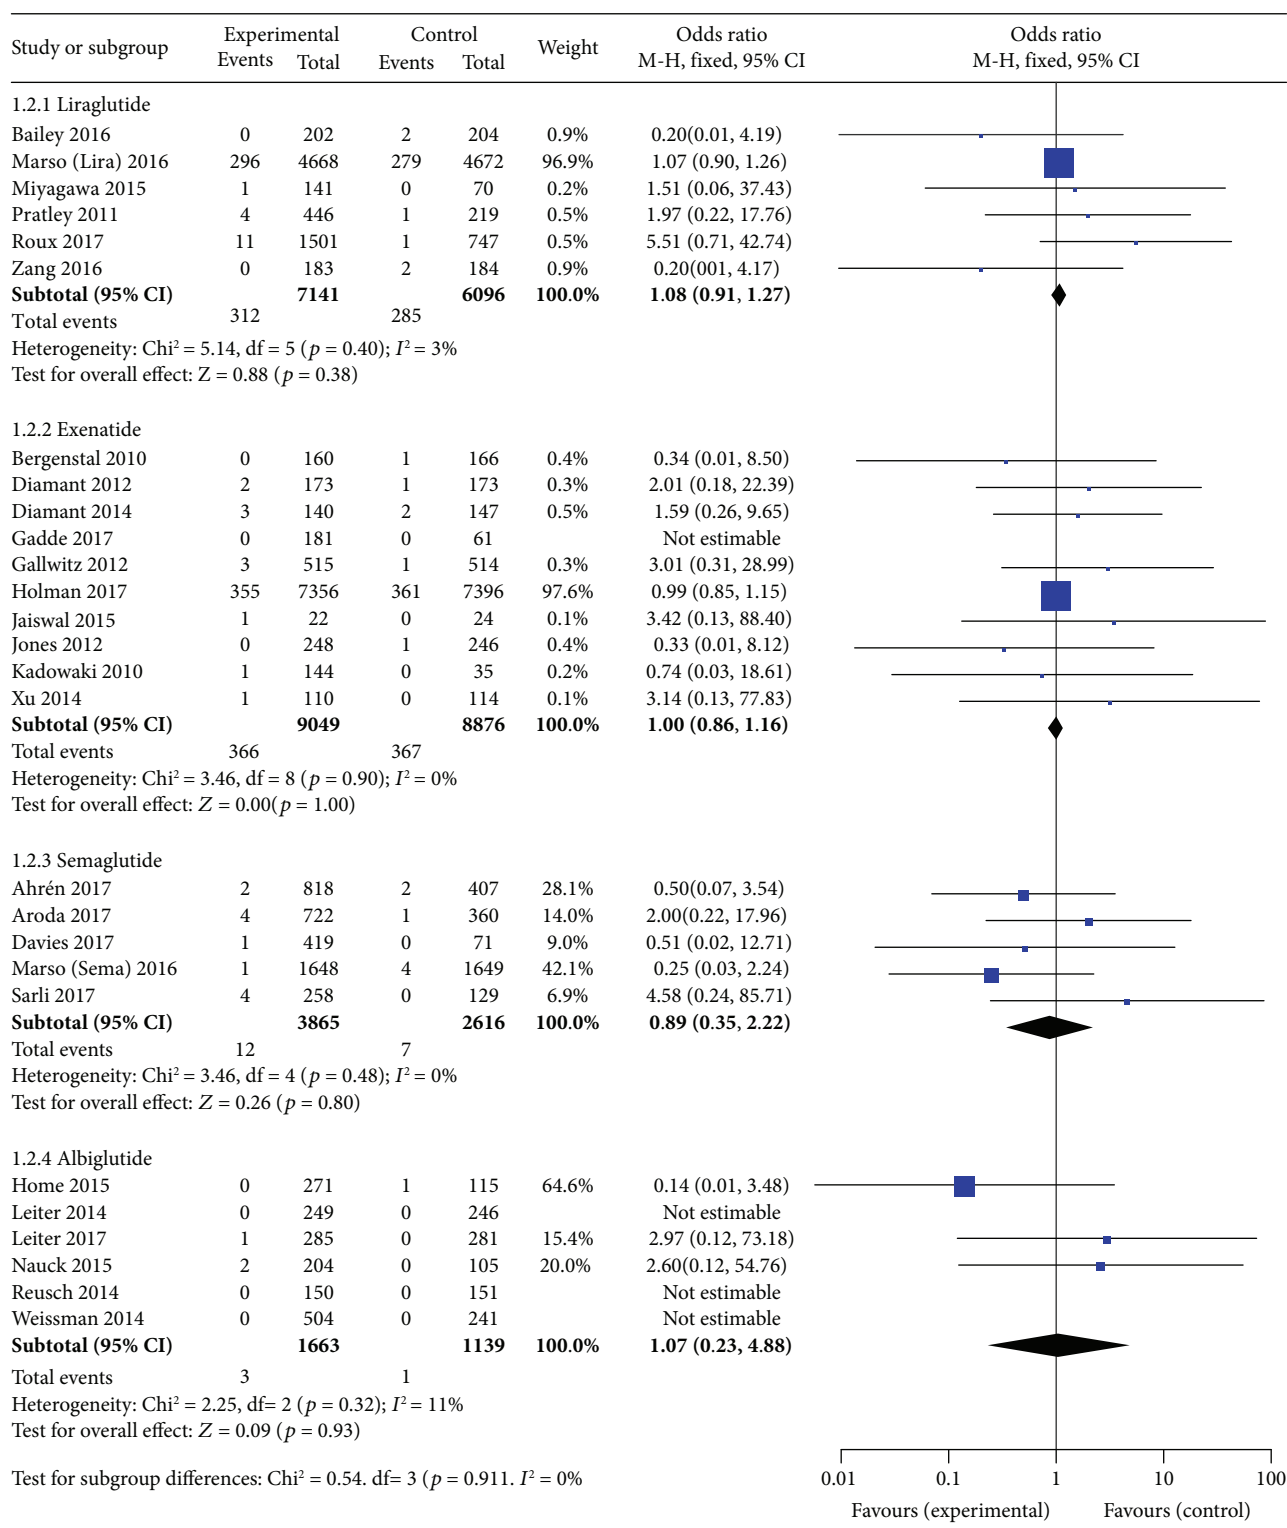 Study or subgroup Experimental Control Weight Odds ratio Odds ratio
Events Total Events Total M-H, fixed, 95% CI M-H, fixed, 95% CI
1.2.1 Liraglutide
Bailey 2016 0 202 2 204 0.9% 0.20(0.01, 4.19)
Marso (Lira) 2016 296 4668 279 4672 96.9% 1.07 (0.90, 1.26)
Miyagawa 2015 1 141 0 70 0.2% 1.51 (0.06, 37.43)
Pratley 2011 4 446 1 219 0.5% 1.97 (0.22, 17.76)
Roux 2017 11 1501 1 747 0.5% 5.51 (0.71, 42.74)
Zang 2016 0 183 2 184 0.9% 0.20(001, 4.17)
Subtotal (95% CI) 7141 6096 100.0% 1.08 (0.91, 1.27)
Total events 312 285
Heterogeneity: Chi² = 5.14, df = 5 (p = 0.40); I² = 3%
Test for overall effect: Z = 0.88 (p = 0.38)
1.2.2 Exenatide
Bergenstal 2010 0 160 1 166 0.4% 0.34 (0.01, 8.50)
Diamant 2012 2 173 1 173 0.3% 2.01 (0.18, 22.39)
Diamant 2014 3 140 2 147 0.5% 1.59 (0.26, 9.65)
Gadde 2017 0 181 0 61 Not estimable
Gallwitz 2012 3 515 1 514 0.3% 3.01 (0.31, 28.99)
Holman 2017 355 7356 361 7396 97.6% 0.99 (0.85, 1.15)
Jaiswal 2015 1 22 0 24 0.1% 3.42 (0.13, 88.40)
Jones 2012 0 248 1 246 0.4% 0.33 (0.01, 8.12)
Kadowaki 2010 1 144 0 35 0.2% 0.74 (0.03, 18.61)
Xu 2014 1 110 0 114 0.1% 3.14 (0.13, 77.83)
Subtotal (95% CI) 9049 8876 100.0% 1.00 (0.86, 1.16)
Total events 366 367
Heterogeneity: Chi² = 3.46, df = 8 (p = 0.90); I² = 0%
Test for overall effect: Z = 0.00(p = 1.00)
1.2.3 Semaglutide
Ahrén 2017 2 818 2 407 28.1% 0.50(0.07, 3.54)
Aroda 2017 4 722 1 360 14.0% 2.00(0.22, 17.96)
Davies 2017 1 419 0 71 9.0% 0.51 (0.02, 12.71)
Marso (Sema) 2016 1 1648 4 1649 42.1% 0.25 (0.03, 2.24)
Sarli 2017 4 258 0 129 6.9% 4.58 (0.24, 85.71)
Subtotal (95% CI) 3865 2616 100.0% 0.89 (0.35, 2.22)
Total events 12 7
Heterogeneity: Chi² = 3.46, df = 4 (p = 0.48); I² = 0%
Test for overall effect: Z = 0.26 (p = 0.80)
1.2.4 Albiglutide
Home 2015 0 271 1 115 64.6% 0.14 (0.01, 3.48)
Leiter 2014 0 249 0 246 Not estimable
Leiter 2017 1 285 0 281 15.4% 2.97 (0.12, 73.18)
Nauck 2015 2 204 0 105 20.0% 2.60(0.12, 54.76)
Reusch 2014 0 150 0 151 Not estimable
Weissman 2014 0 504 0 241 Not estimable
Subtotal (95% CI) 1663 1139 100.0% 1.07 (0.23, 4.88)
Total events 3 1
Heterogeneity: Chi² = 2.25, df= 2 (p = 0.32); I² = 11%
Test for overall effect: Z = 0.09 (p = 0.93)
Test for subgroup differences: Chi² = 0.54. df= 3 (p = 0.911. I² = 0%
0.01 0.1 1 10 100
Favours (experimental) Favours (control)